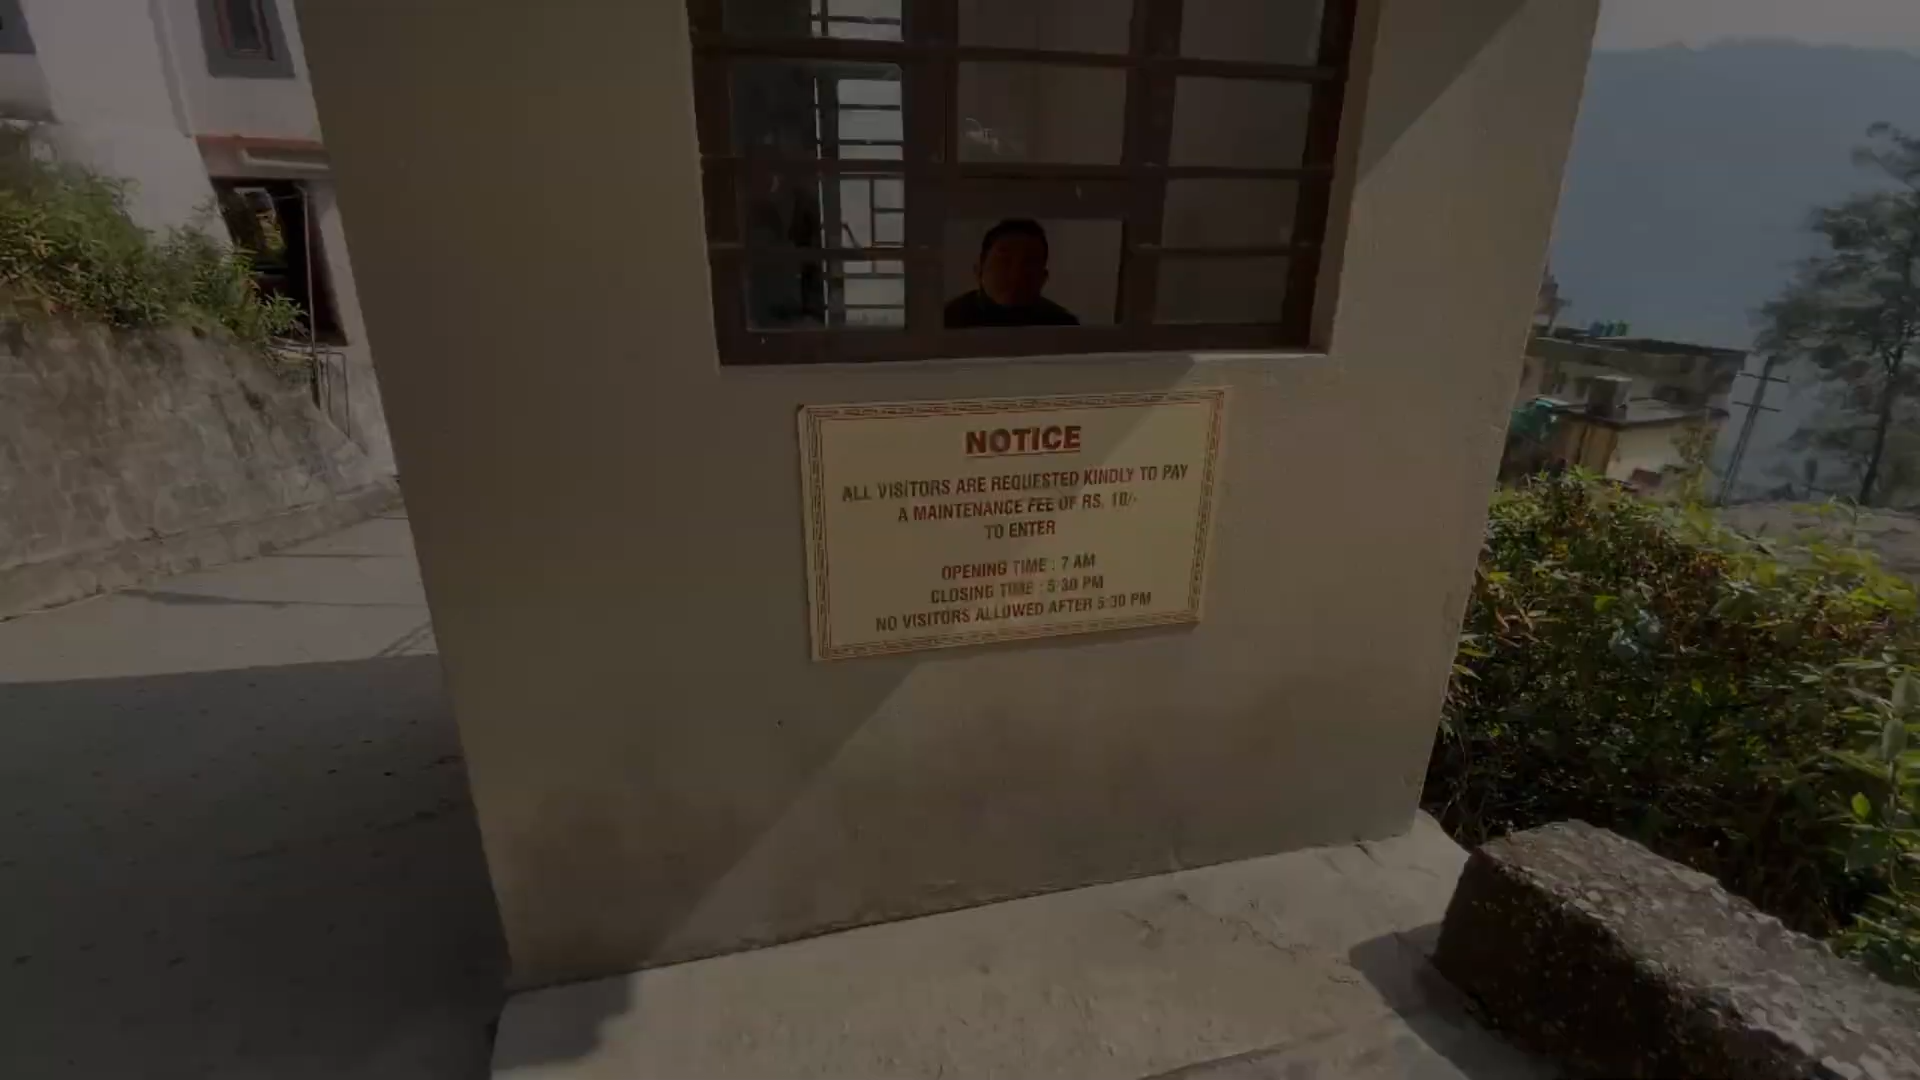 NOTICE
ALL VISITORS ARE REQUESTED KINDLY TO PAY
A MAINTENANCE FEE OF RS. 10/-
TO ENTER
OPENING TIME : 7 AM
CLOSING TIME : 5:30 PM
NO VISITORS ALLOWED AFTER 5:30 PM